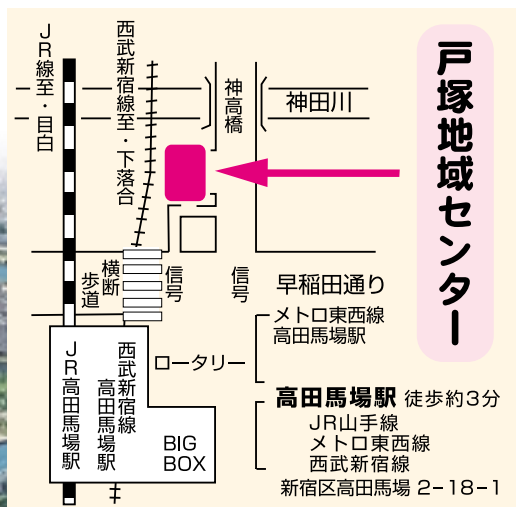 戸塚地域センター
JR線至・目白
西武新宿線至・下落合
神高橋
神田川
横断
歩道
信号
信号
早稲田通り
メトロ東西線
高田馬場駅
ロータリー
JR高田馬場駅
西武新宿線
高田馬場駅
BIG
BOX
高田馬場駅 徒歩約3分
JR山手線
メトロ東西線
西武新宿線
新宿区高田馬場 2-18-1